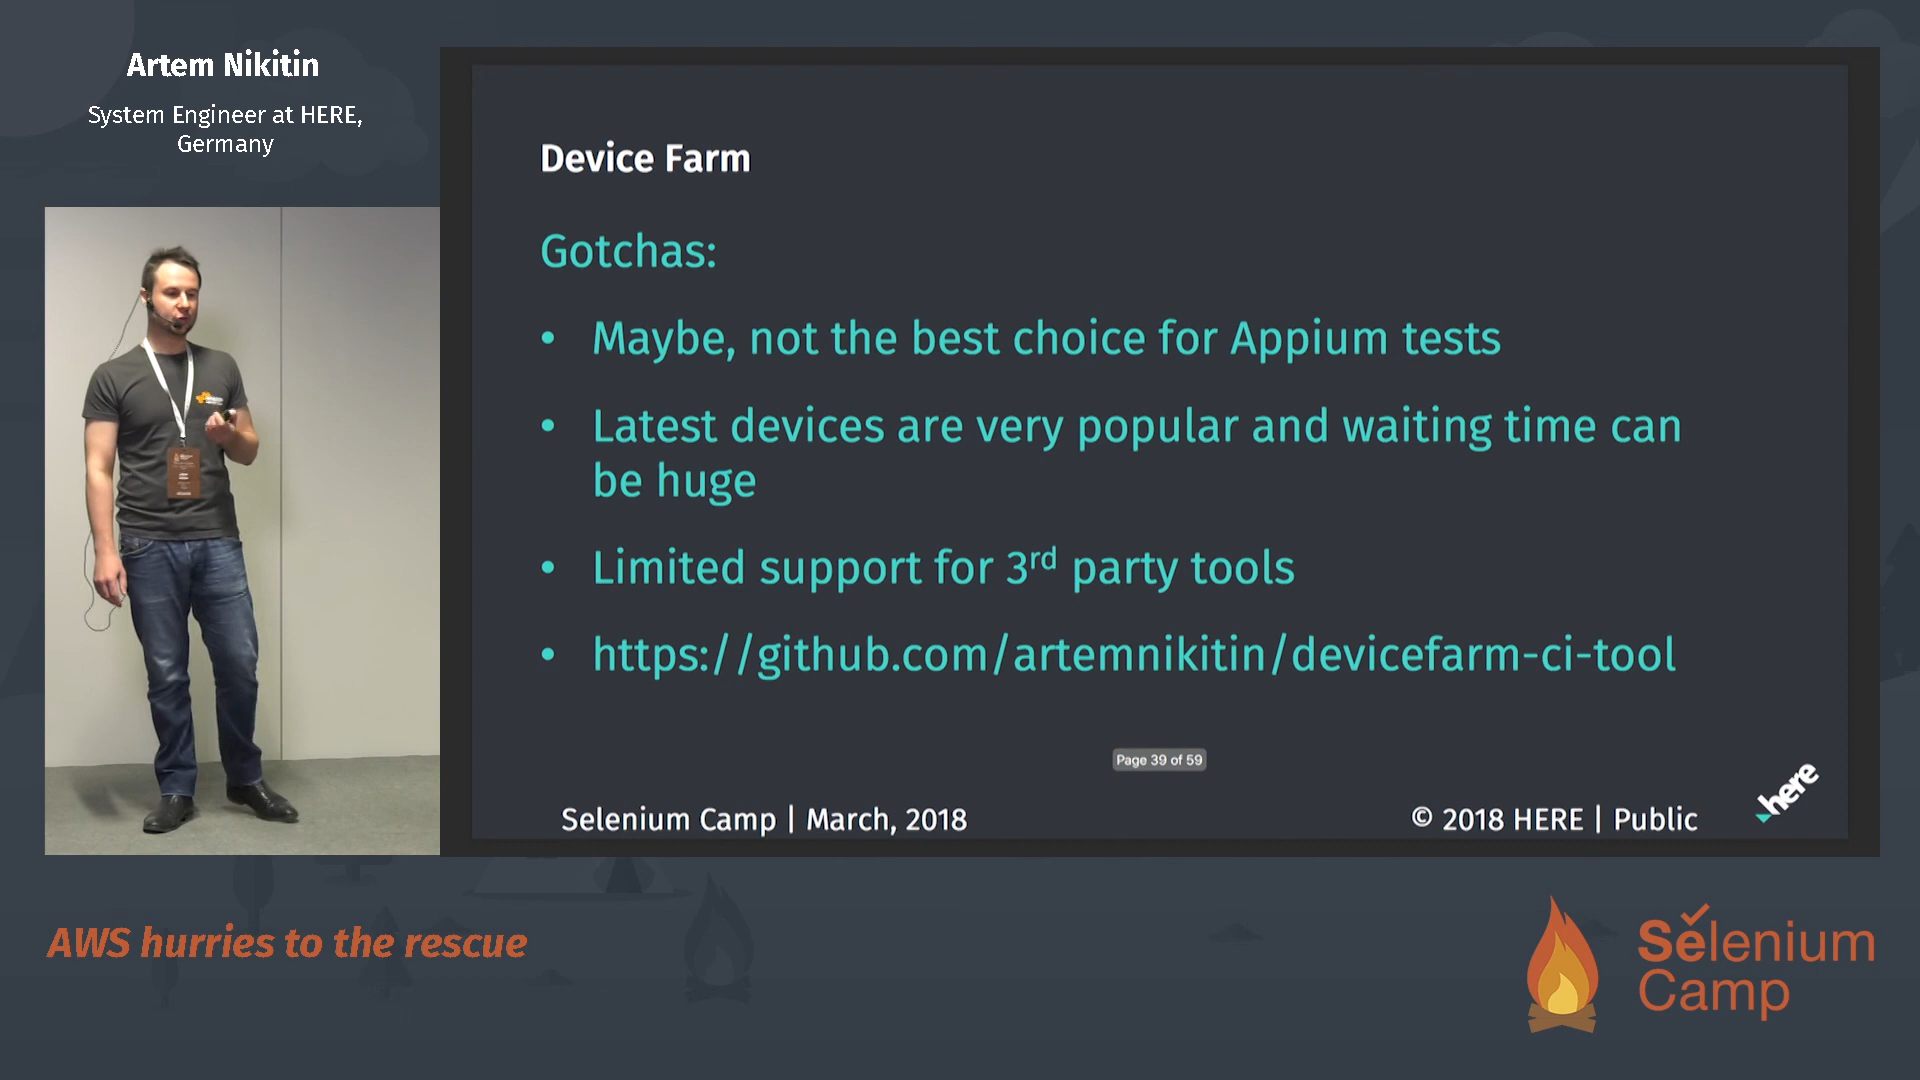 Artem Nikitin
System Engineer at HERE,
Germany
Device Farm
Gotchas:
• Maybe, not the best choice for Appium tests
• Latest devices are very popular and waiting time can
be huge
• Limited support for 3rd party tools
• https://github.com/artemnikitin/devicefarm-ci-tool
Page 39 of 59
Selenium Camp | March, 2018
© 2018 HERE | Public
here
AWS hurries to the rescue
Selenium
Camp